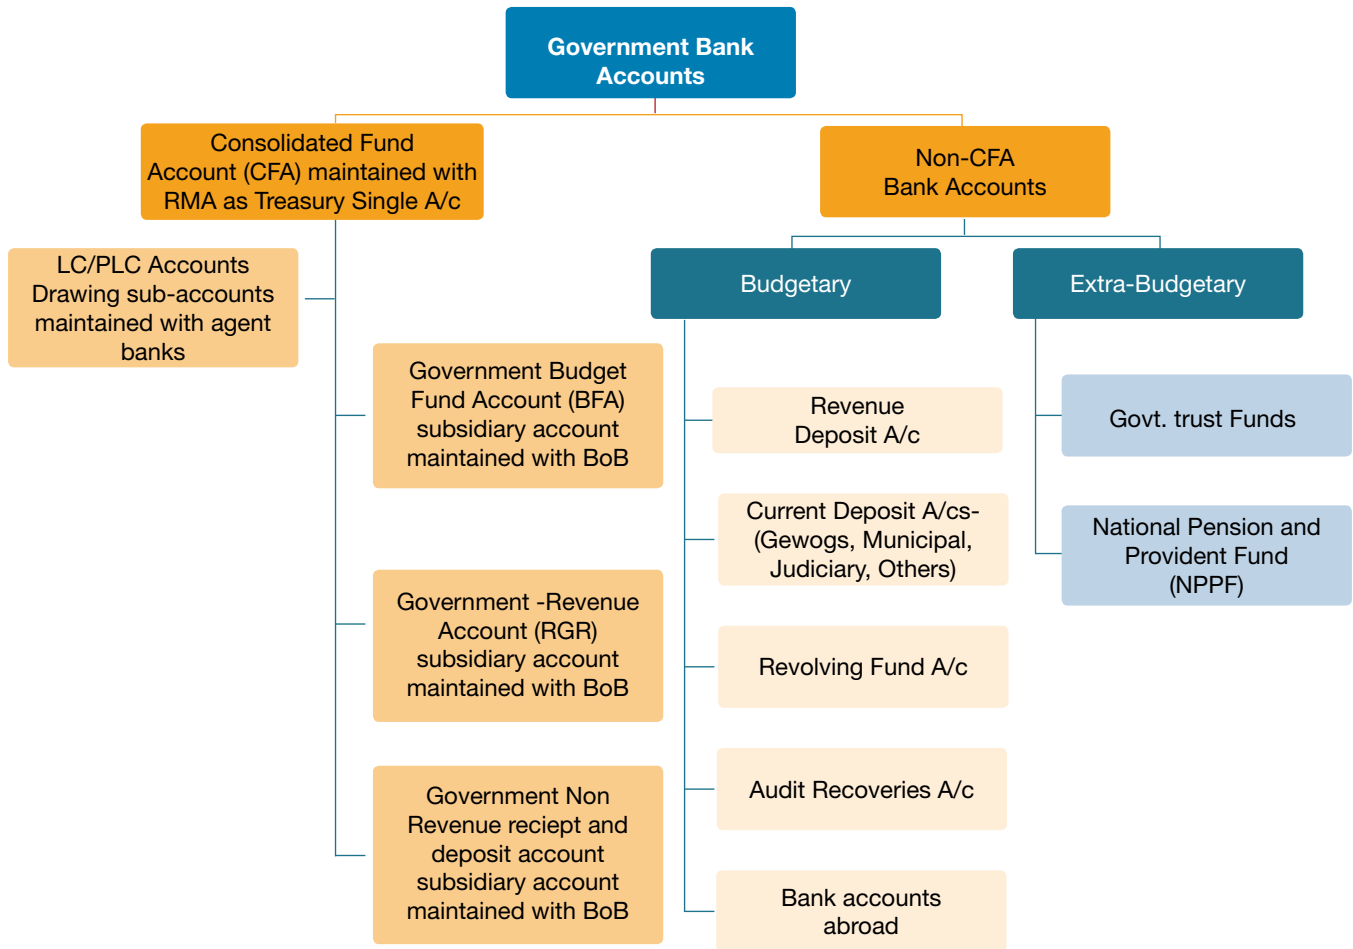 Government Bank
Accounts
Consolidated Fund
Account (CFA) maintained with
RMA as Treasury Single A/c
Non-CFA
Bank Accounts
LC/PLC Accounts
Drawing sub-accounts
maintained with agent
banks
Budgetary
Extra-Budgetary
Government Budget
Fund Account (BFA)
subsidiary account
maintained with BoB
Revenue
Deposit A/c
Govt. trust Funds
Current Deposit A/cs-
(Gewogs, Municipal,
Judiciary, Others)
National Pension and
Provident Fund
(NPPF)
Government -Revenue
Account (RGR)
subsidiary account
maintained with BoB
Revolving Fund A/c
Audit Recoveries A/c
Government Non
Revenue reciept and
deposit account
subsidiary account
maintained with BoB
Bank accounts
abroad